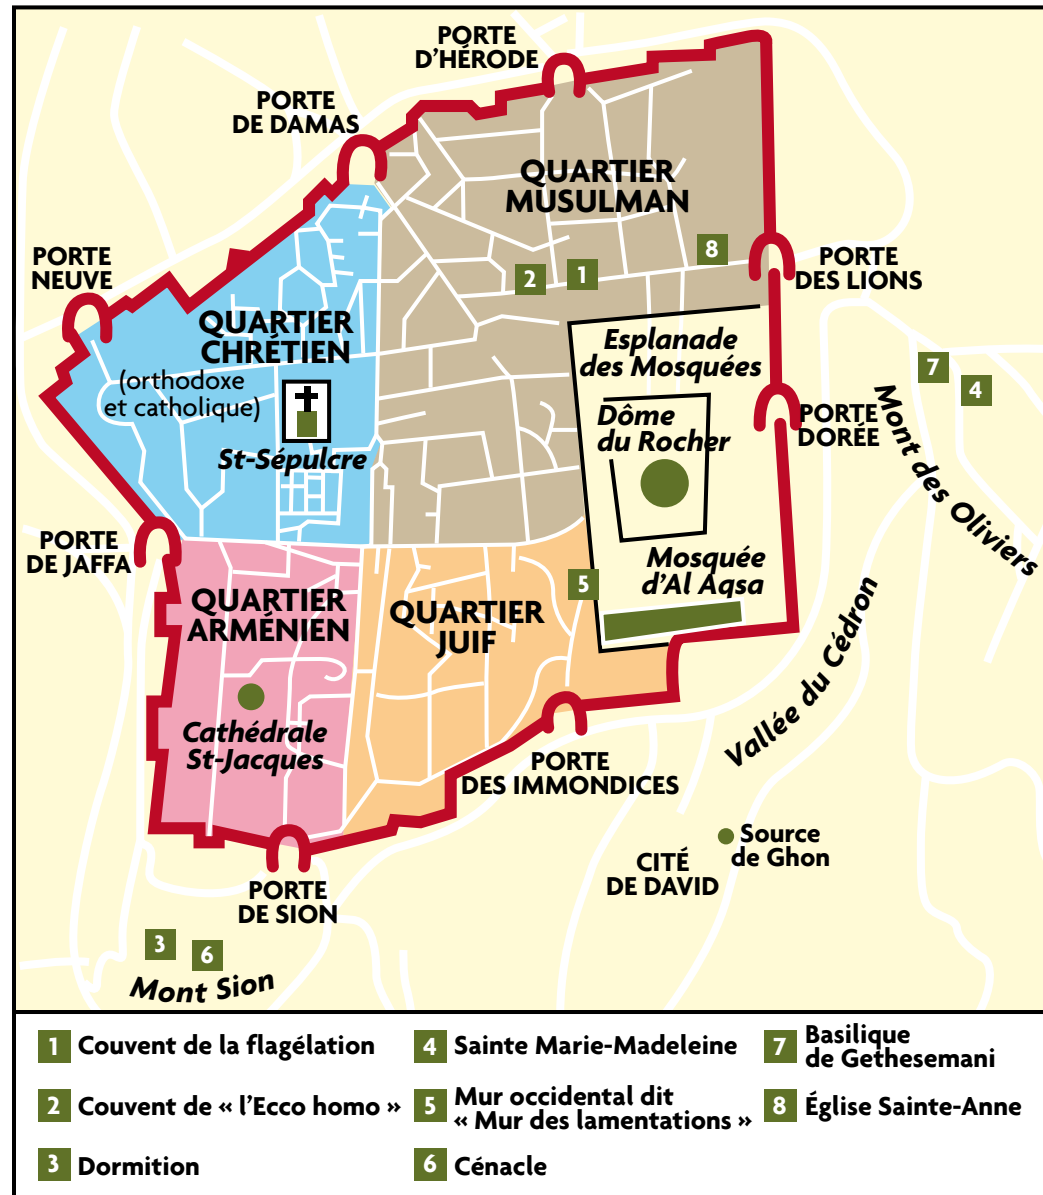 PORTE
D’HÉRODE
PORTE
DE DAMAS
QUARTIER
MUSULMAN
PORTE
NEUVE
8
PORTE
DES LIONS
2
1
QUARTIER
CHRÉTIEN
(orthodoxe
et catholique)
St-Sépulcre
Esplanade
des Mosquées
7
4
Dôme
du Rocher
PORTE
DORÉE
Mont des Oliviers
PORTE
DE JAFFA
Mosquée
d’Al Aqsa
5
QUARTIER
ARMÉNIEN
QUARTIER
JUIF
Vallée du Cédron
Cathédrale
St-Jacques
PORTE
DES IMMONDICES
Source
de Ghon
CITÉ
DE DAVID
PORTE
DE SION
3
6
Mont Sion
1 Couvent de la flagélation
2 Couvent de « l’Ecco homo »
3 Dormition
4 Sainte Marie-Madeleine
5 Mur occidental dit
« Mur des lamentations »
6 Cénacle
7 Basilique
de Gethesemani
8 Église Sainte-Anne